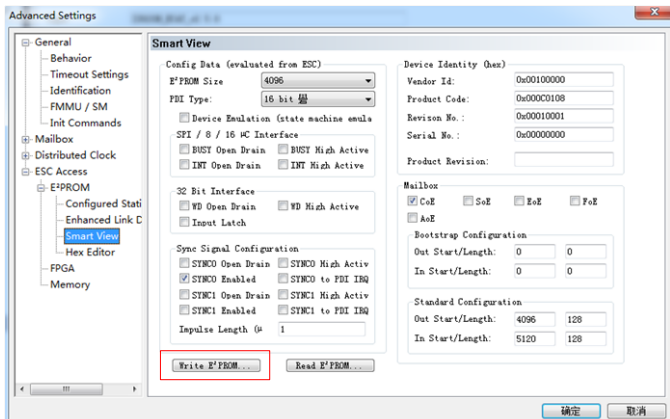 Advanced Settings
General
Behavior
Timeout Settings
Identification
FMMU / SM
Init Commands
Mailbox
Distributed Clock
ESC Access
E²PROM
Configured Stati
Enhanced Link D
Smart View
Hex Editor
FPGA
Memory
Smart View
Config Data (evaluated from ESC)
E²PROM Size
4096
PDI Type:
16 bit 畳
Device Emulation (state machine emula
SPI / 8 / 16 µC Interface
BUSY Open Drain
BUSY High Active
INT Open Drain
INT High Active
32 Bit Interface
WD Open Drain
WD High Active
Input Latch
Sync Signal Configuration
SYNC0 Open Drain
SYNC0 High Activ
SYNC0 Enabled
SYNC0 to PDI IRQ
SYNC1 Open Drain
SYNC1 High Activ
SYNC1 Enabled
SYNC1 to PDI IRQ
Impulse Length (µ
1
Write E²PROM...
Read E²PROM...
Device Identity (hex)
Vendor Id:
0x00100000
Product Code:
0x000C0108
Revison No.:
0x00010001
Serial No.:
0x00000000
Product Revision:
Mailbox
CoE
SoE
EoE
FoE
AoE
Bootstrap Configuration
Out Start/Length:
0
0
In Start/Length:
0
0
Standard Configuration
Out Start/Length:
4096
128
In Start/Length:
5120
128
确定
取消